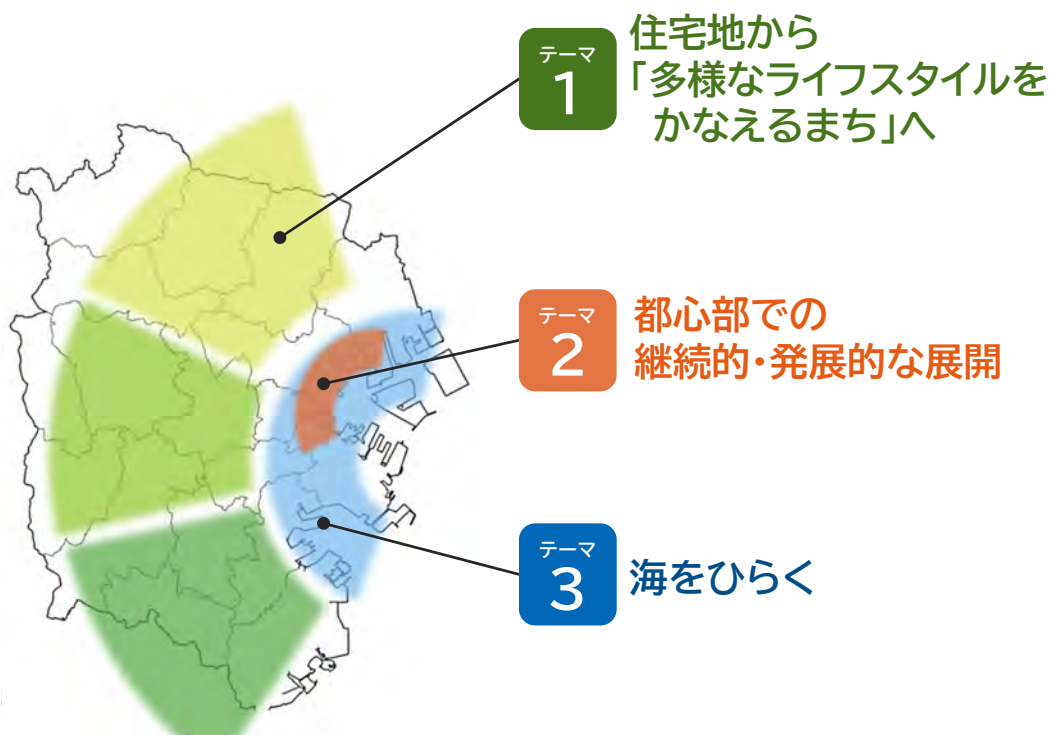 テーマ
1
住宅地から
「多様なライフスタイルを
かなえるまち」へ
テーマ
2
都心部での
継続的・発展的な展開
テーマ
3
海をひらく